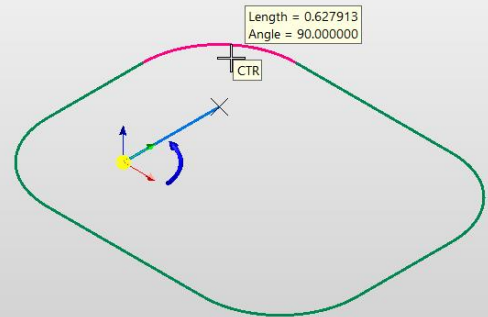 Length = 0.627913
Angle = 90.000000
CTR